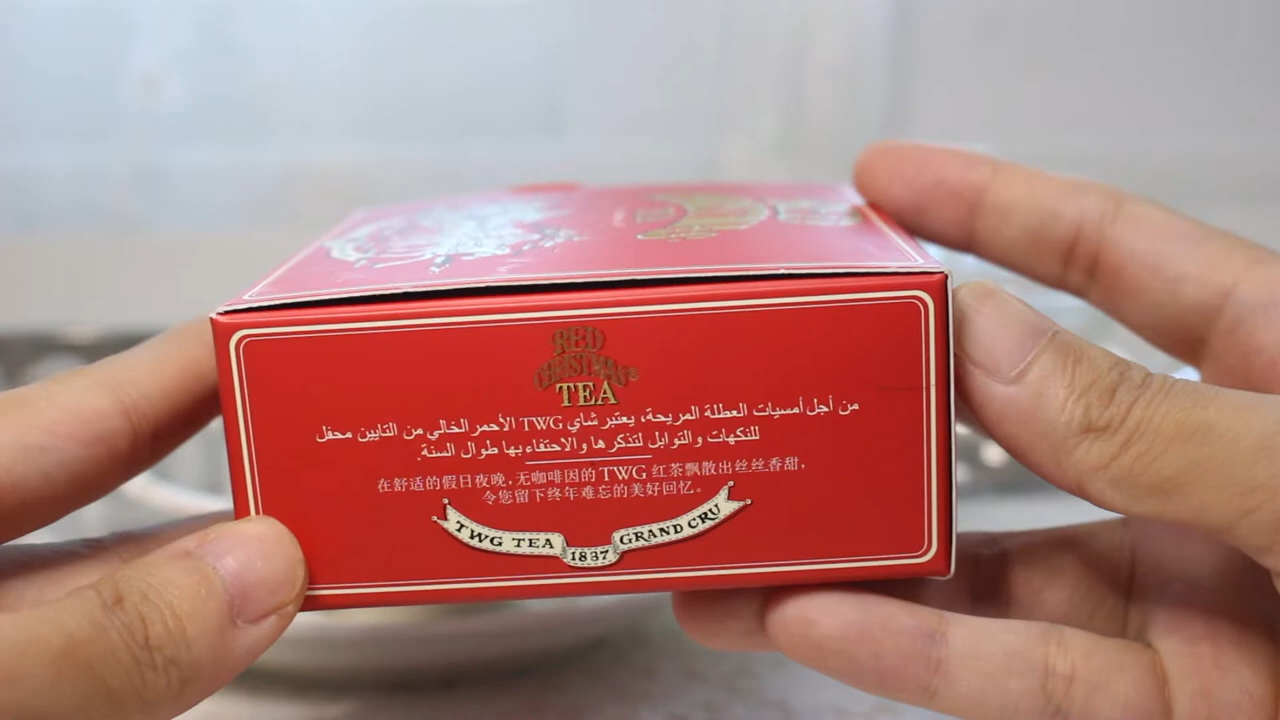 RED
CHRISTMAS®
TEA
من أجل أمسيات العطلة المريحة، يعتبر شاي TWG الأحمر الخالي من التايين محفل
للنكهات والتوابل لتذكرها والاحتفاء بها طوال السنة.
在舒适的假日夜晚,无咖啡因的 TWG 红茶飘散出丝丝香甜,
令您留下终年难忘的美好回忆。
TWG TEA 1837 GRAND CRU